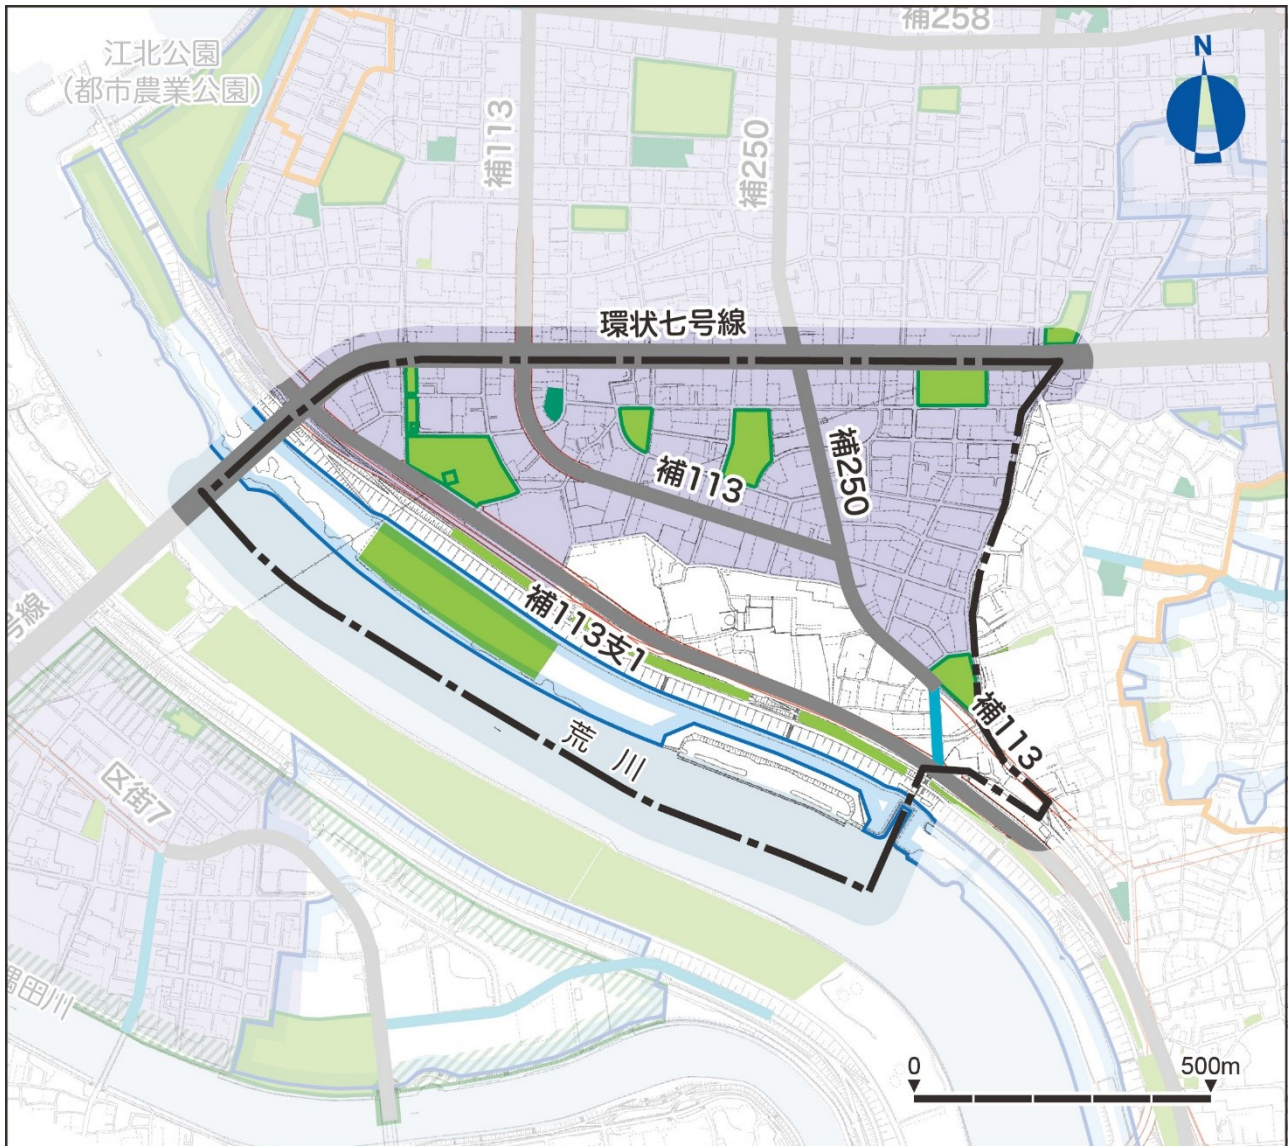 補258
江北公園
(都市農業公園)
N
補113
補250
環状七号線
補113
補250
号線
補113支1
補113
荒川
区街7
隅田川
0
500m